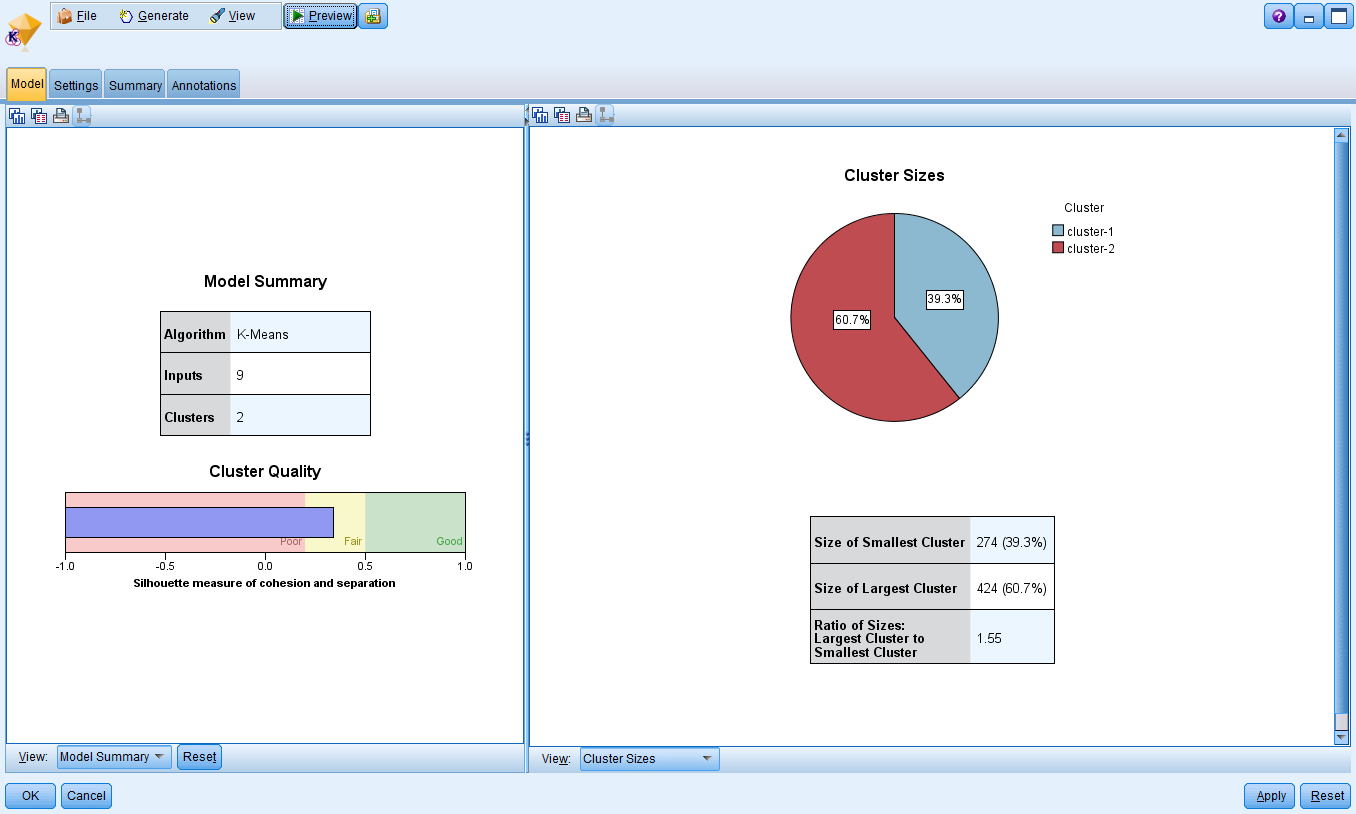 File Generate View Preview
Model Settings Summary Annotations
Model Summary
Algorithm K-Means
Inputs 9
Clusters 2
Cluster Quality
Poor Fair Good
-1.0 -0.5 0.0 0.5 1.0
Silhouette measure of cohesion and separation
View: Model Summary Reset
Cluster Sizes
Cluster
cluster-1
cluster-2
39.3%
60.7%
Size of Smallest Cluster 274 (39.3%)
Size of Largest Cluster 424 (60.7%)
Ratio of Sizes:
Largest Cluster to
Smallest Cluster
1.55
View: Cluster Sizes
OK Cancel Apply Reset